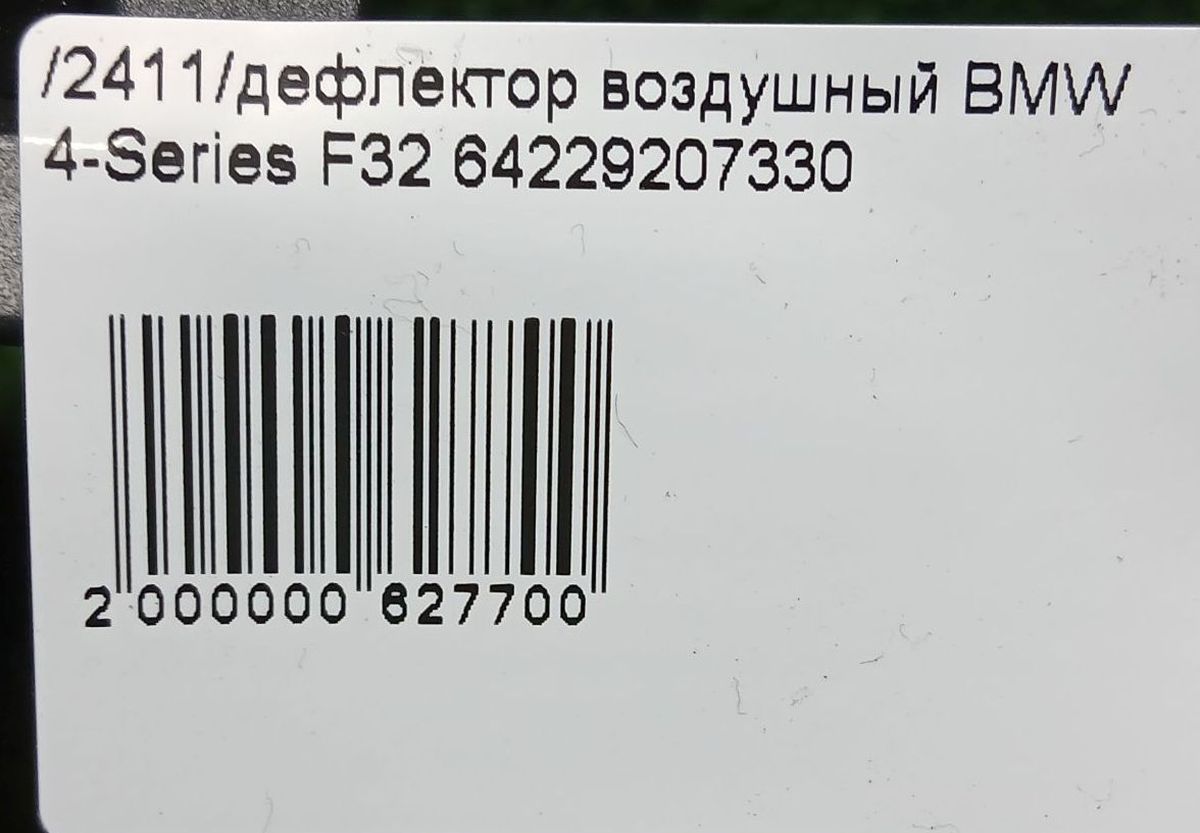 /2411/дефлектор воздушный BMW
4-Series F32 64229207330
2 000000 627700